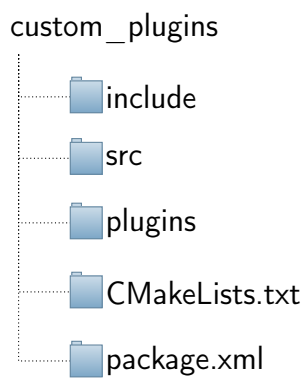 custom_plugins
include
src
plugins
CMakeLists.txt
package.xml